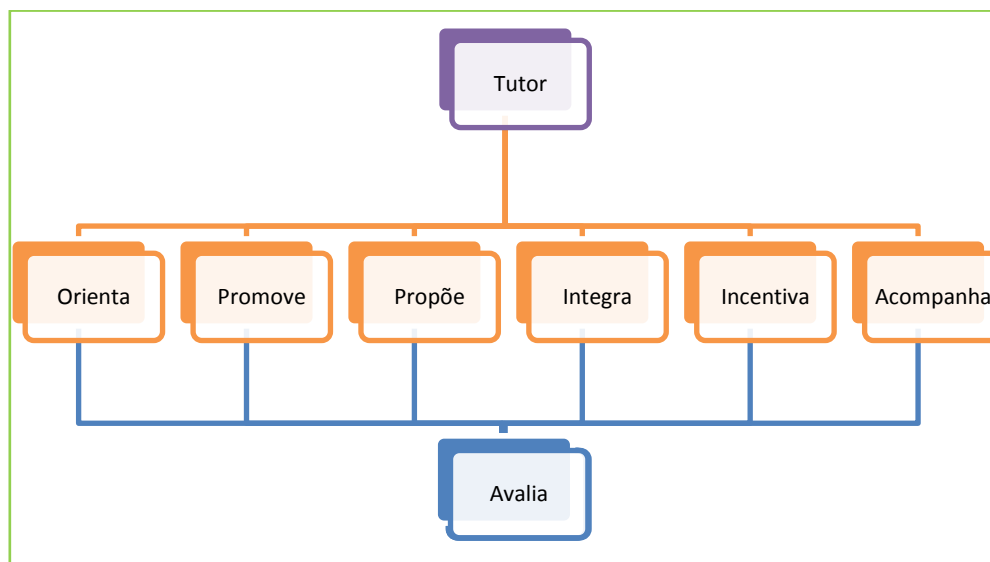 Tutor
Orienta
Promove
Propõe
Integra
Incentiva
Acompanha
Avalia